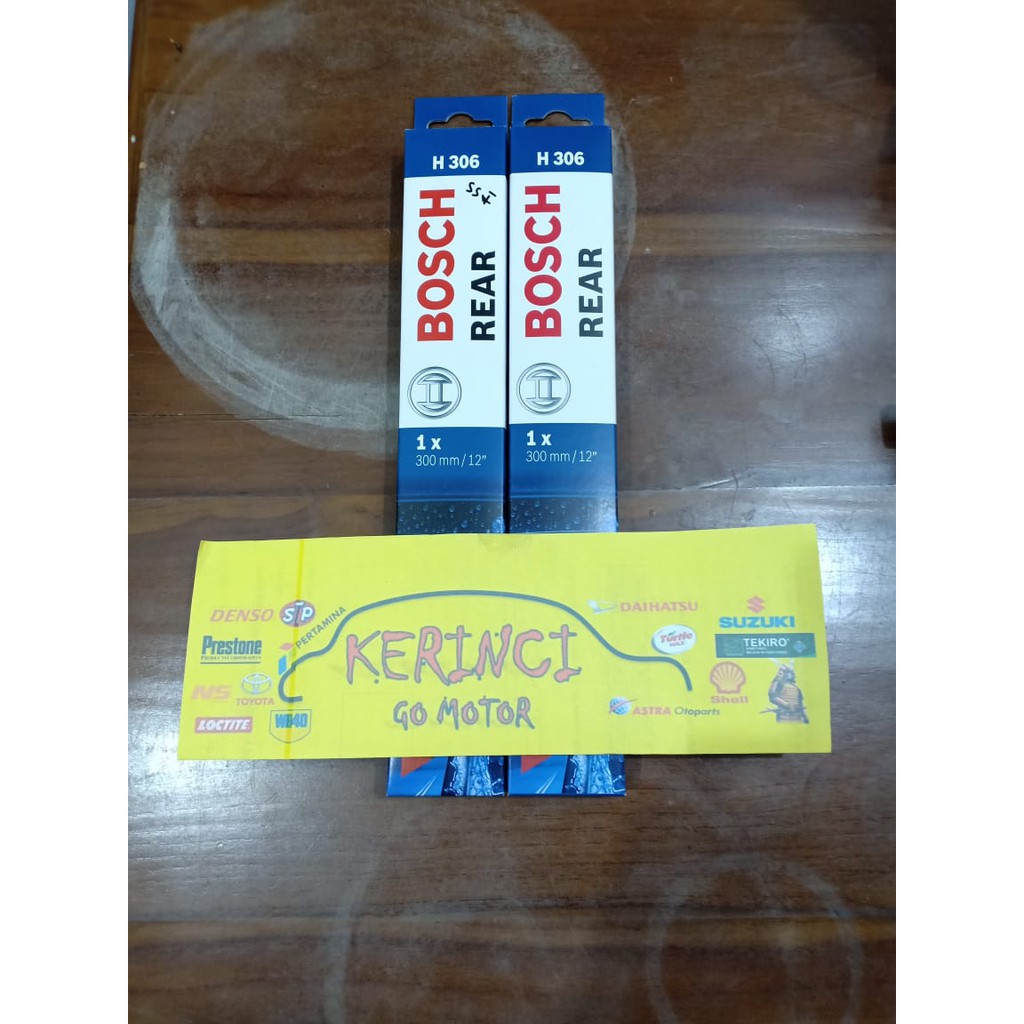 H 306
BOSCH
REAR
1 x
300 mm / 12"
H 306
BOSCH
REAR
1 x
300 mm / 12"
DENSO
STP
PERTAMINA
Prestone
NS
TOYOTA
LOCTITE
WD40
KERINCI
GO MOTOR
DAIHATSU
SUZUKI
Turtle
WAX
TEKIRO
Shell
ASTRA Otoparts